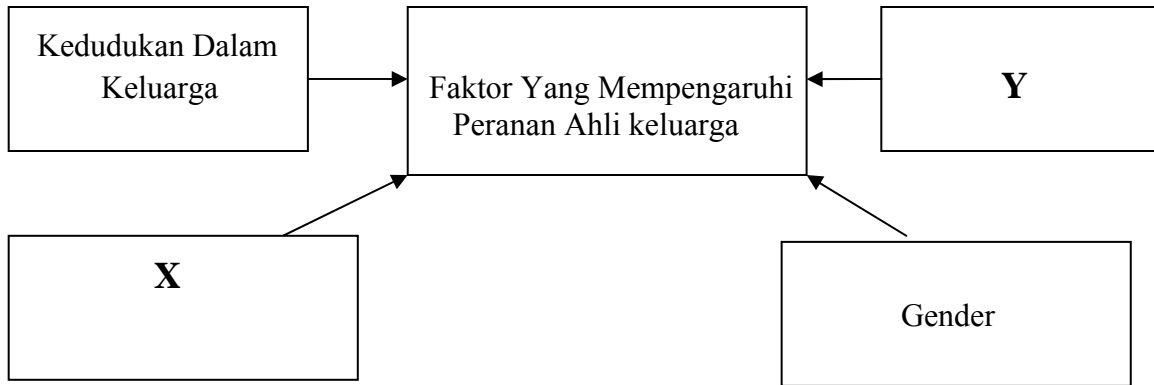 Kedudukan Dalam
Keluarga
Faktor Yang Mempengaruhi
Peranan Ahli keluarga
Y
X
Gender